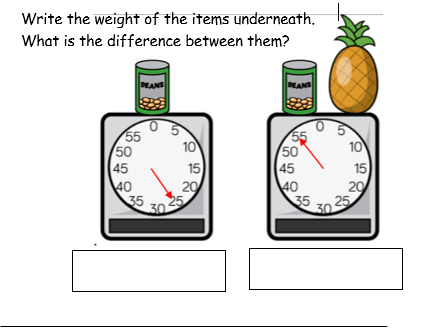 Write the weight of the items underneath.
What is the difference between them?
BEANS
BEANS
0 5 10 15 20 25 30 35 40 45 50 55
0 5 10 15 20 25 30 35 40 45 50 55